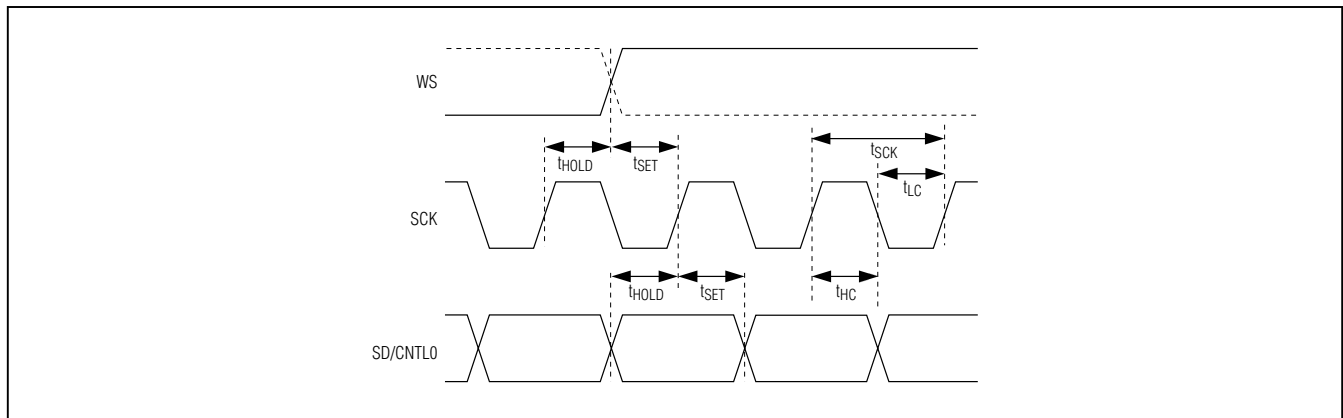 WS
tHOLD
tSET
tSCK
tLC
SCK
tHOLD
tSET
tHC
SD/CNTL0